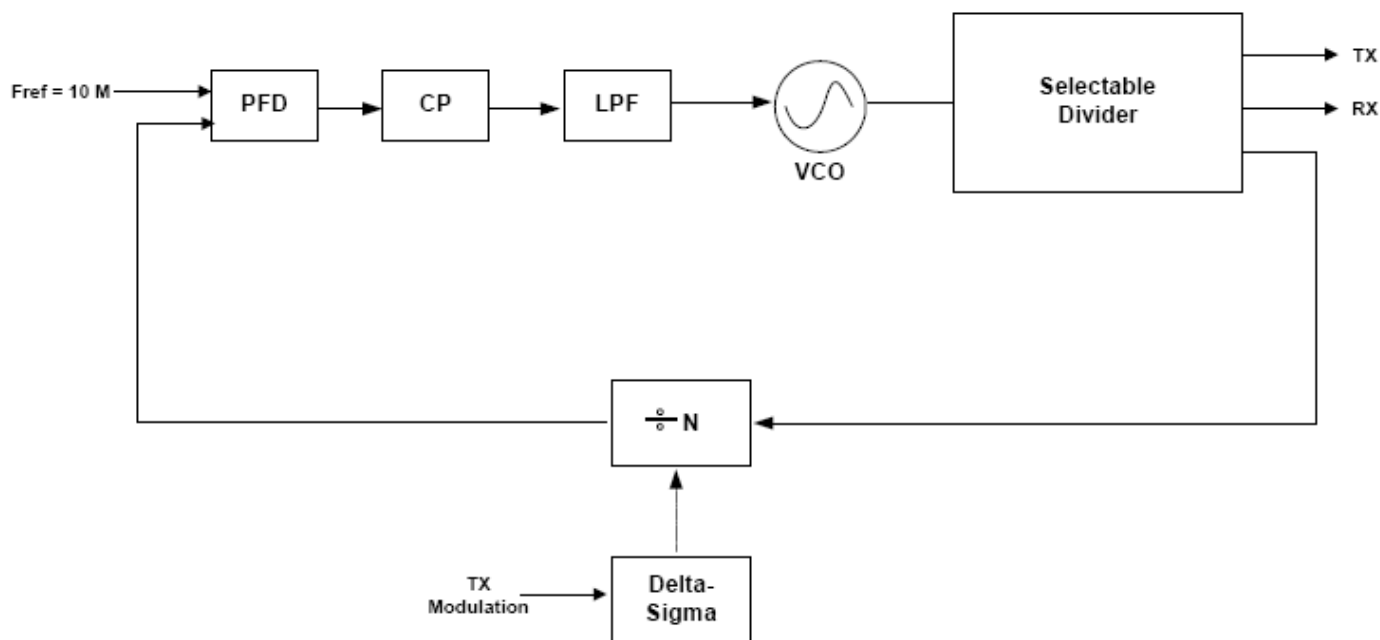 Fref = 10 M
PFD
CP
LPF
VCO
Selectable
Divider
TX
RX
÷ N
TX
Modulation
Delta-
Sigma